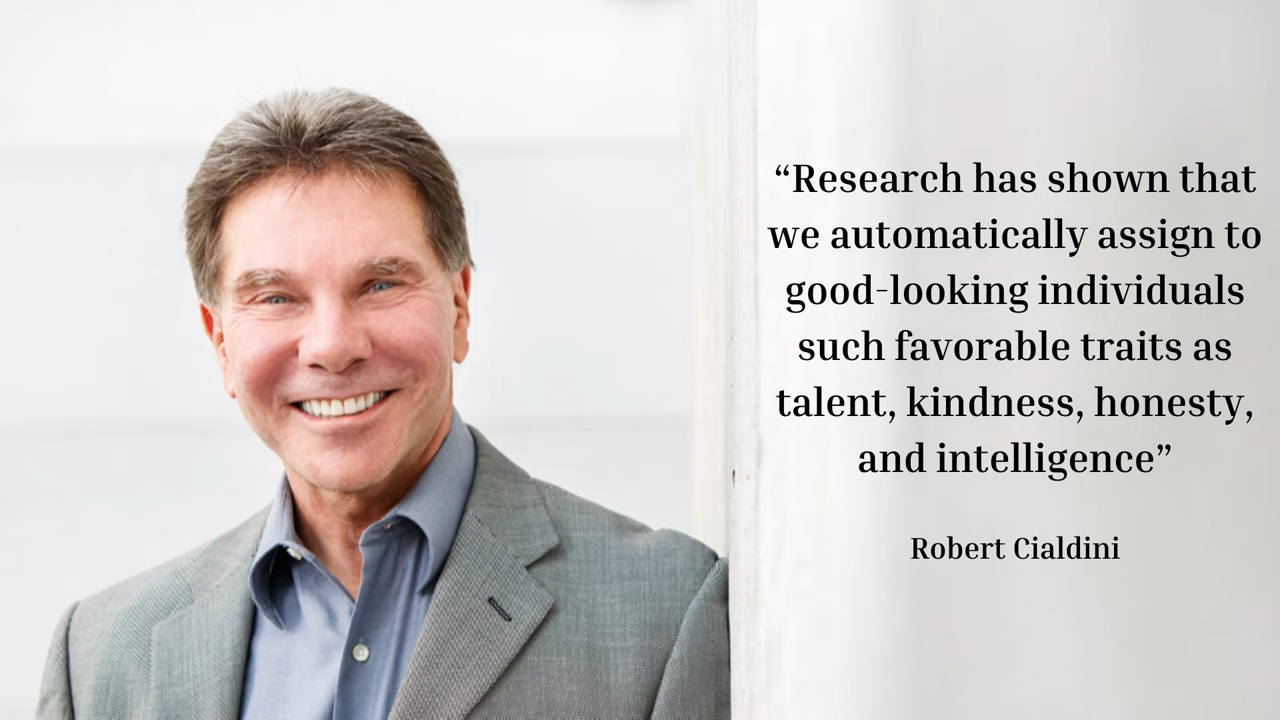 “Research has shown that
we automatically assign to
good-looking individuals
such favorable traits as
talent, kindness, honesty,
and intelligence”
Robert Cialdini